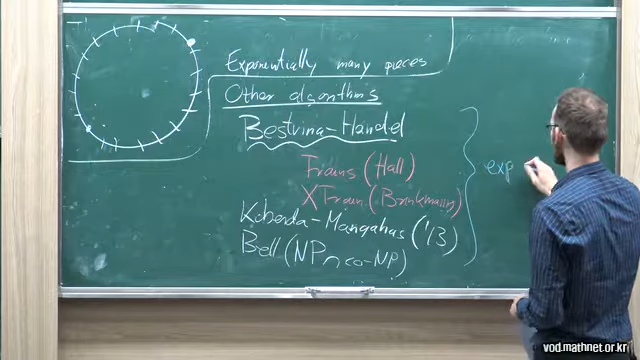 Exponentially many pieces
Other algorithms
Bestvina-Handel
Trains (Hall)
XTrain (Brinkmann)
Koberda-Mangahas ('13)
Bell (NP ∩ co-NP)
exp
vod.mathnet.or.kr